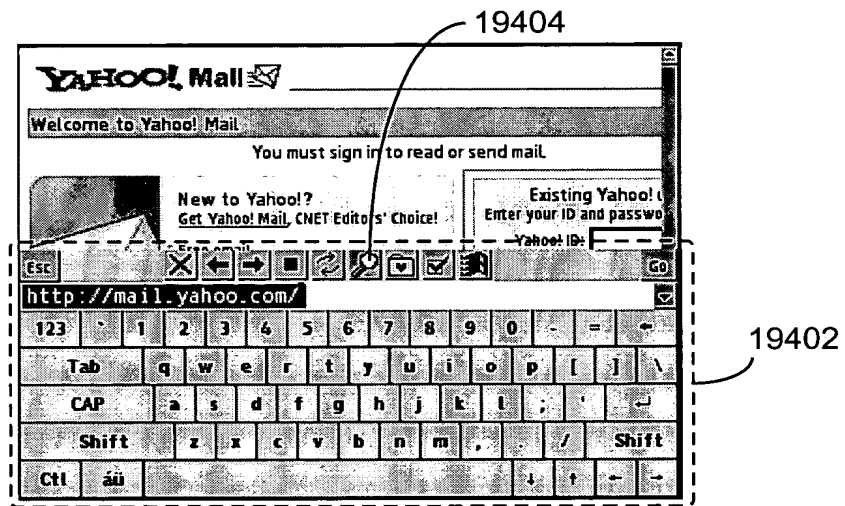 19404
YAHOO! Mail
Welcome to Yahoo! Mail
You must sign in to read or send mail.
New to Yahoo!?
Get Yahoo! Mail, CNET Editors' Choice!
Free email
Existing Yahoo! u
Enter your ID and passwo
Yahoo! ID:
Esc
Go
http://mail.yahoo.com/
19402
123 ` 1 2 3 4 5 6 7 8 9 0 - = ←
Tab q w e r t y u i o p [ ] \
CAP a s d f g h j k l ; ' ↵
Shift z x c v b n m , . / Shift
Ctl áü ↓ ↑ ← →